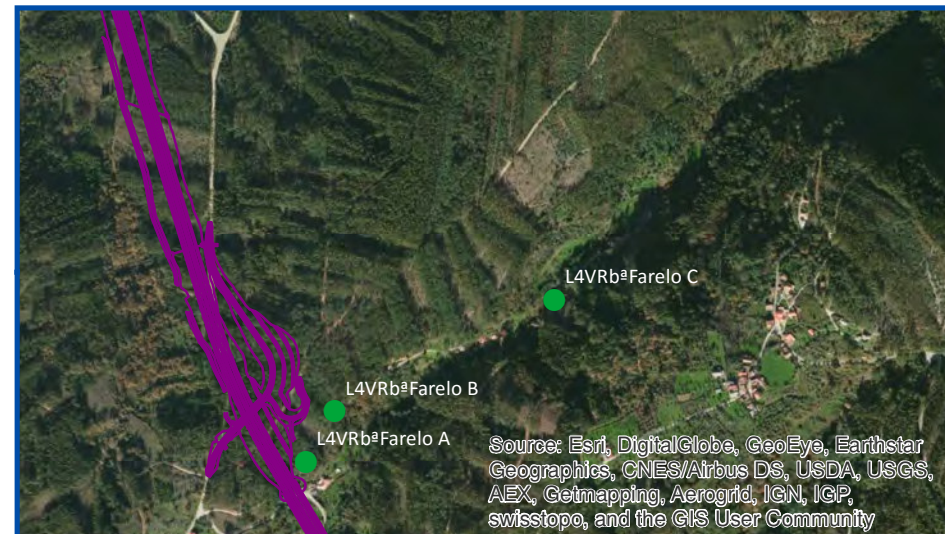 L4VRbªFarelo C
L4VRbªFarelo B
L4VRbªFarelo A
Source: Esri, DigitalGlobe, GeoEye, Earthstar
Geographics, CNES/Airbus DS, USDA, USGS,
AEX, Getmapping, Aerogrid, IGN, IGP,
swisstopo, and the GIS User Community